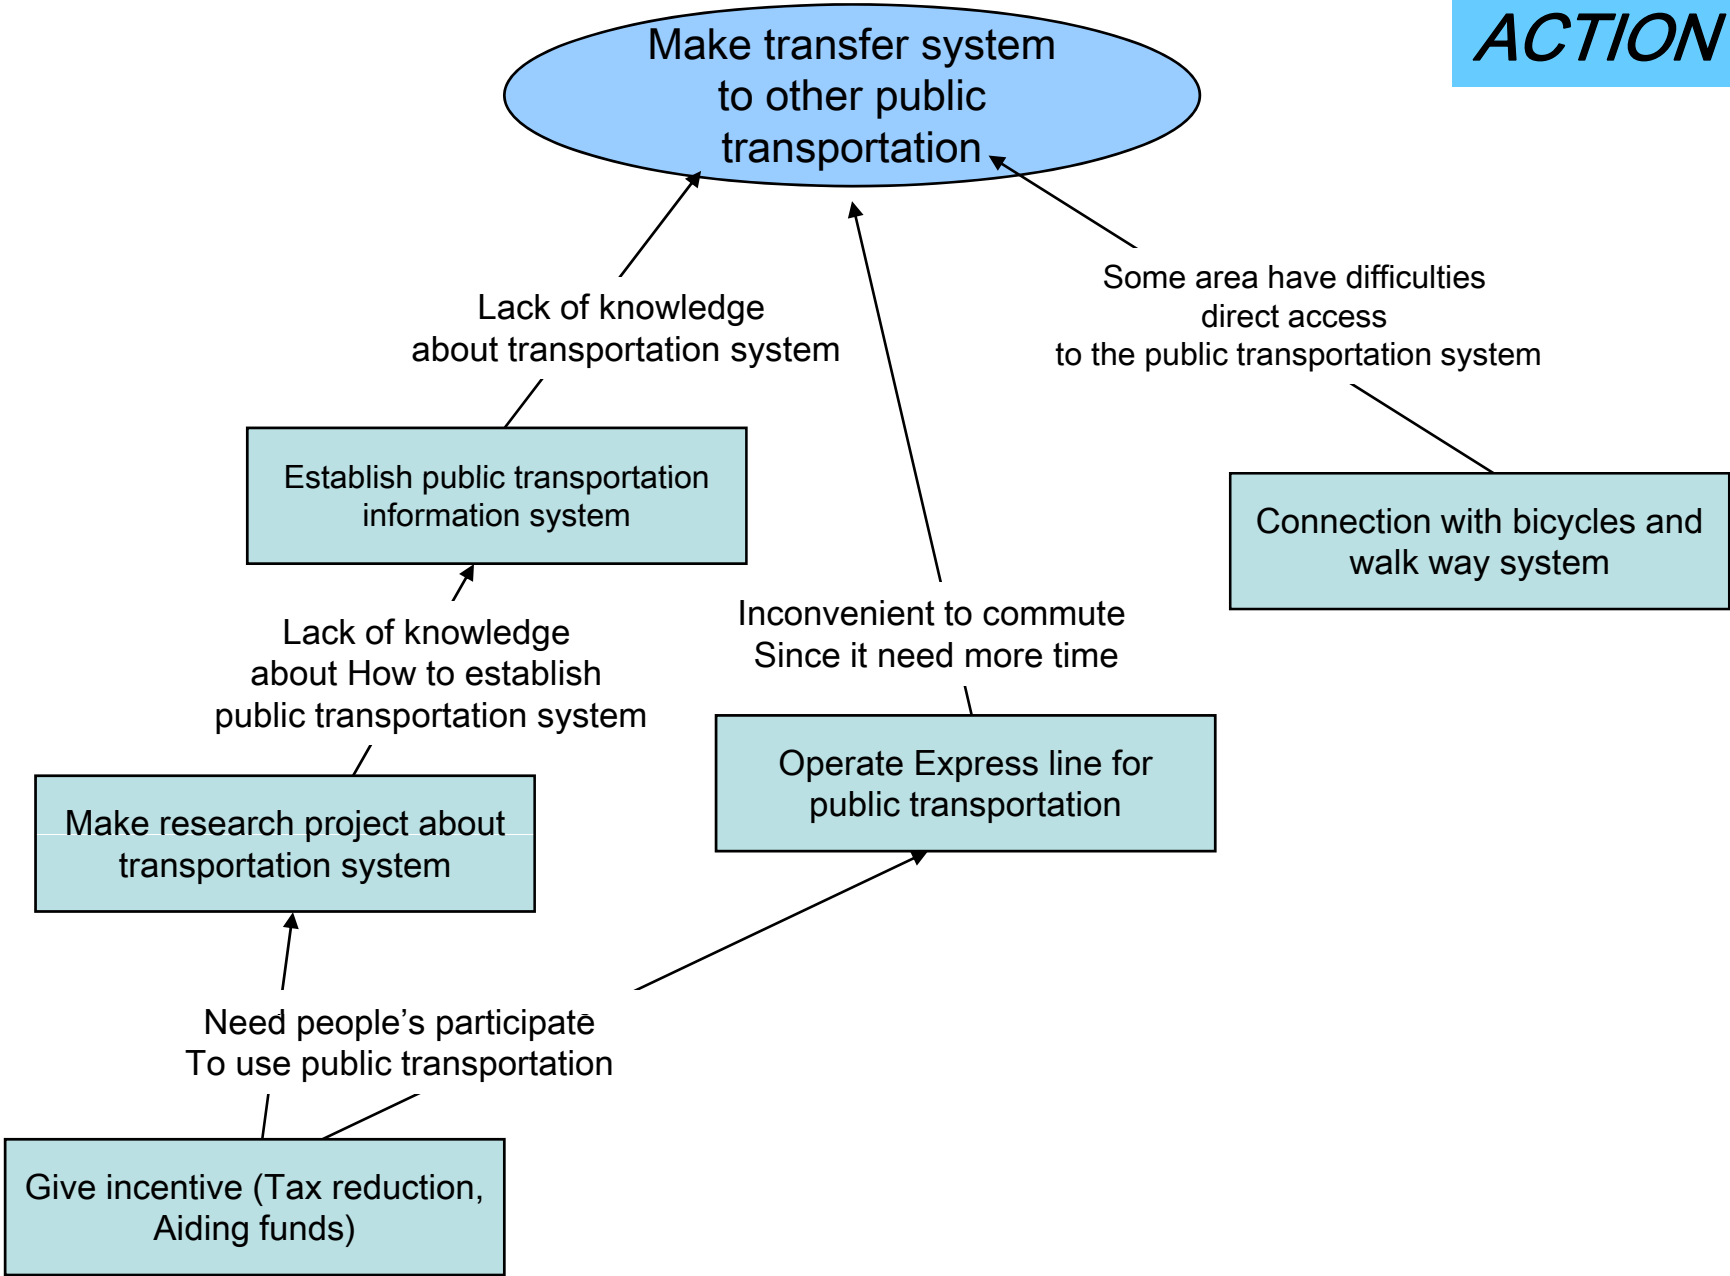 ACTION
Make transfer system
to other public
transportation
Lack of knowledge
about transportation system
Some area have difficulties
direct access
to the public transportation system
Establish public transportation
information system
Connection with bicycles and
walk way system
Lack of knowledge
about How to establish
public transportation system
Inconvenient to commute
Since it need more time
Operate Express line for
public transportation
Make research project about
transportation system
Need people’s participate
To use public transportation
Give incentive (Tax reduction,
Aiding funds)